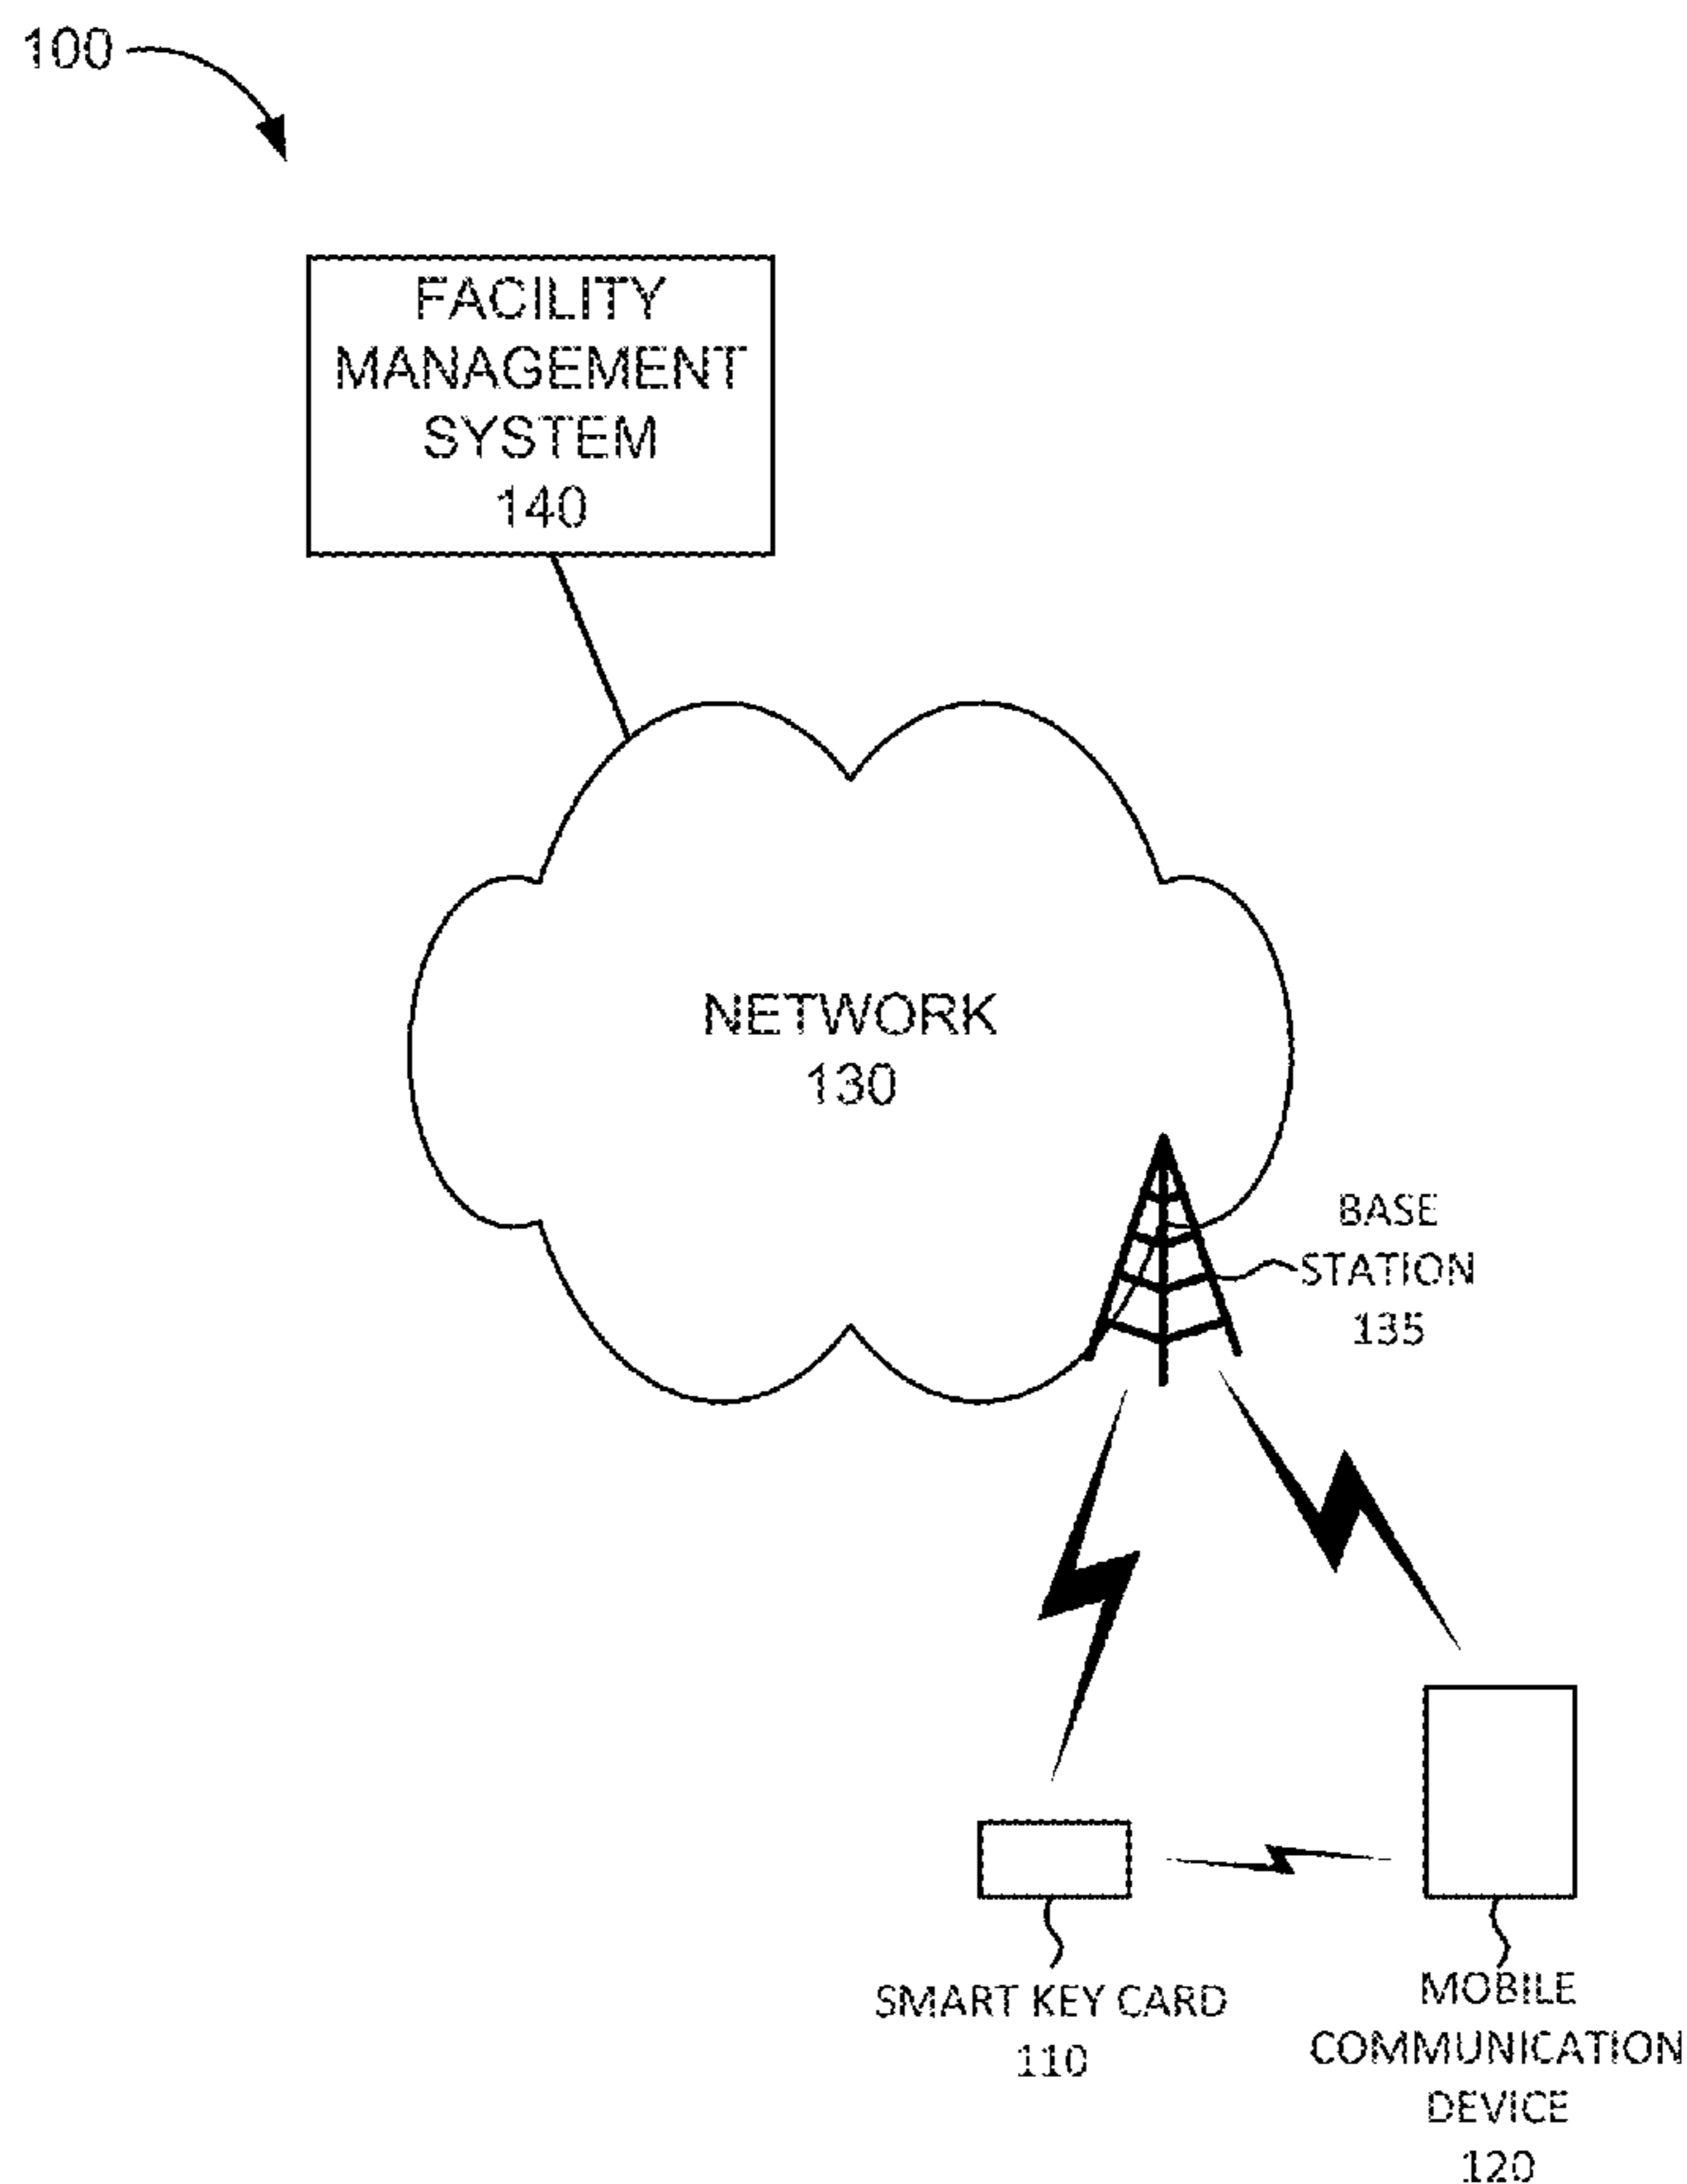 100
FACILITY
MANAGEMENT
SYSTEM
140
NETWORK
130
BASE
STATION
135
SMART KEY CARD
110
MOBILE
COMMUNICATION
DEVICE
120